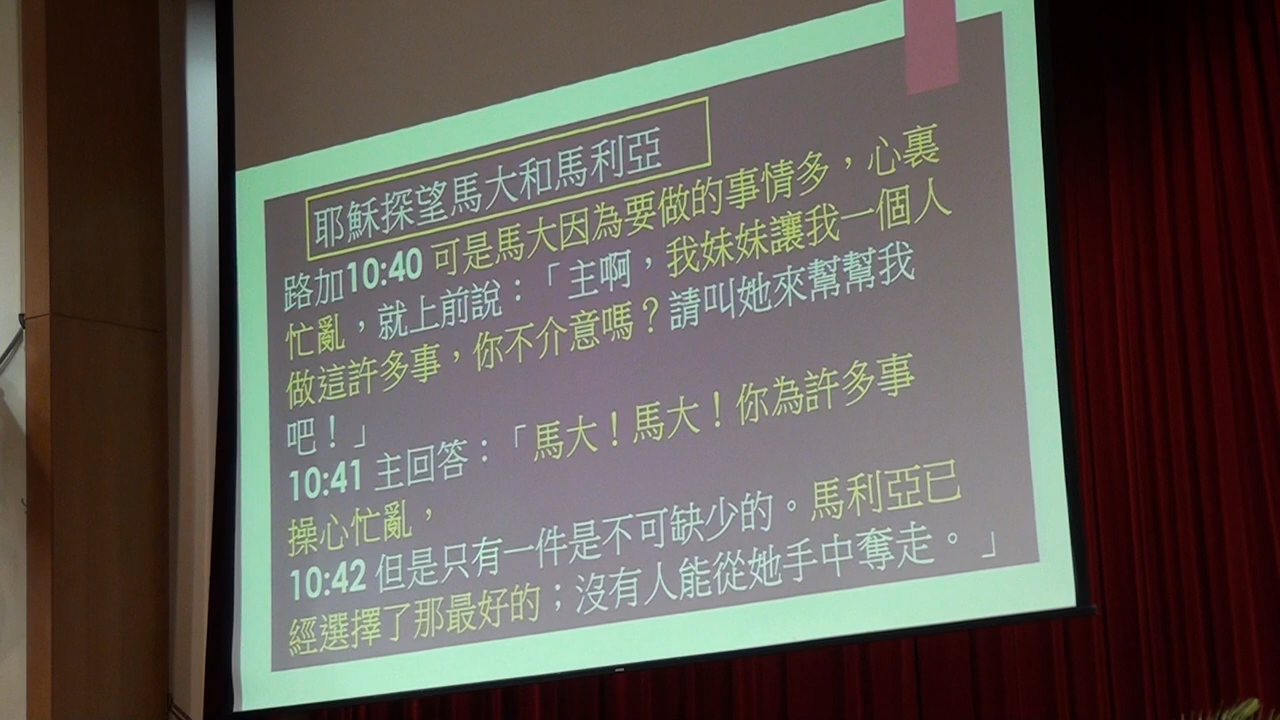 耶穌探望馬大和馬利亞
路加10:40 可是馬大因為要做的事情多，心裏
忙亂，就上前說：「主啊，我妹妹讓我一個人
做這許多事，你不介意嗎？請叫她來幫幫我
吧！」
10:41 主回答：「馬大！馬大！你為許多事
操心忙亂，
10:42 但是只有一件是不可缺少的。馬利亞已
經選擇了那最好的；沒有人能從她手中奪走。」